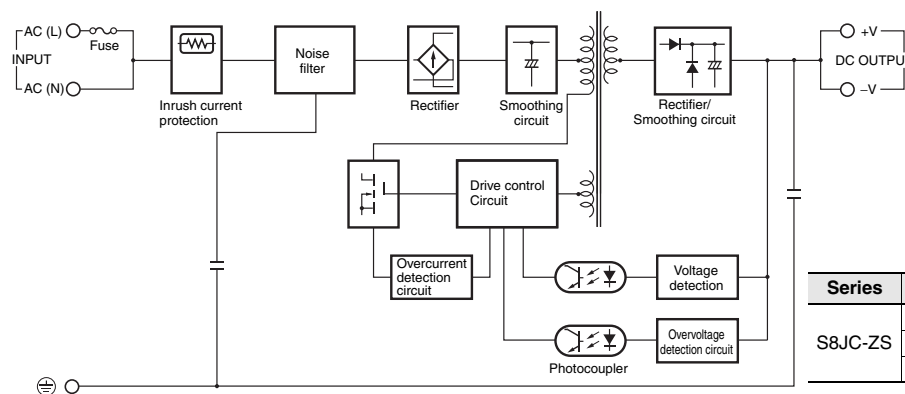 AC (L)
Fuse
INPUT
AC (N)
Inrush current
protection
Noise
filter
Rectifier
Smoothing
circuit
Rectifier/
Smoothing circuit
+V
DC OUTPU
–V
Drive control
Circuit
Overcurrent
detection
circuit
Voltage
detection
Overvoltage
detection circuit
Photocoupler
Series
S8JC-ZS